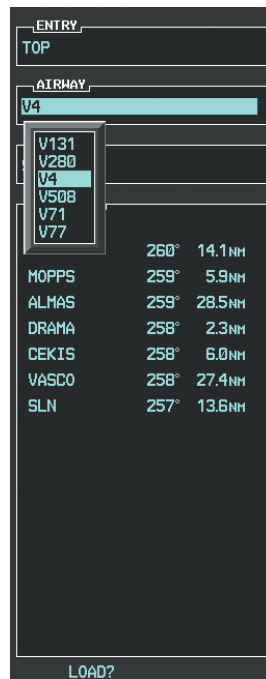 ENTRY
TOP
AIRWAY
V4
V131
V280
V4
V508
V71
V77
260° 14.1NM
MOPPS 259° 5.9NM
ALMAS 259° 28.5NM
DRAMA 258° 2.3NM
CEKIS 258° 6.0NM
VASCO 258° 27.4NM
SLN 257° 13.6NM
LOAD?